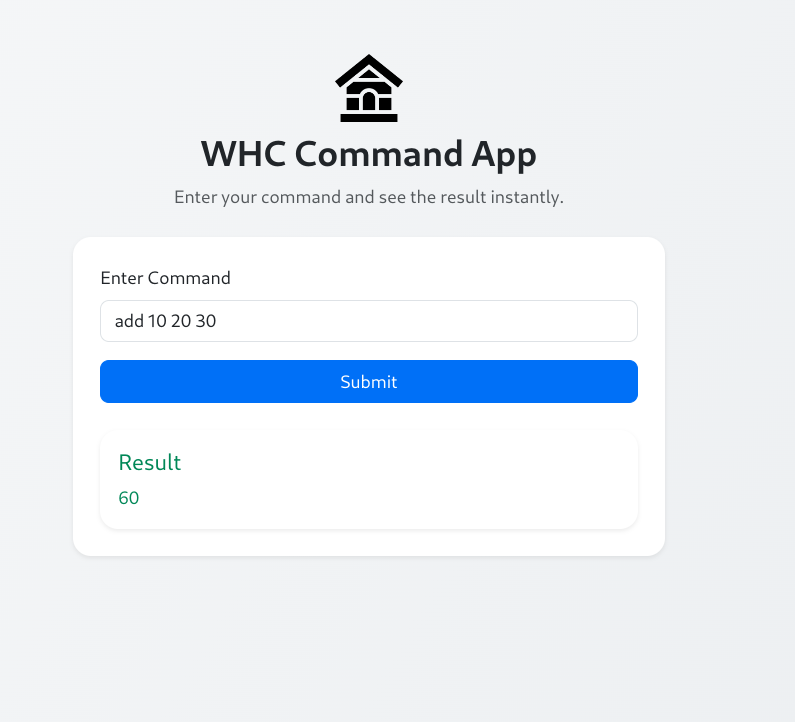 WHC Command App
Enter your command and see the result instantly.
Enter Command
add 10 20 30
Submit
Result
60